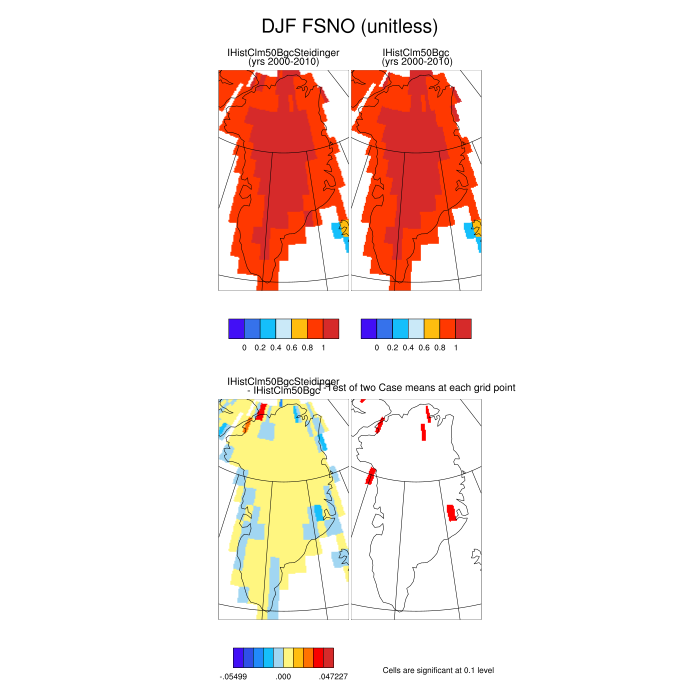 DJF FSNO (unitless)
IHistClm50BgcSteidinger
(yrs 2000-2010)
IHistClm50Bgc
(yrs 2000-2010)
0 0.2 0.4 0.6 0.8 1
0 0.2 0.4 0.6 0.8 1
IHistClm50BgcSteidinger
- IHistClm50Bgc
T-Test of two Case means at each grid point
-.05499 .000 .047227
Cells are significant at 0.1 level